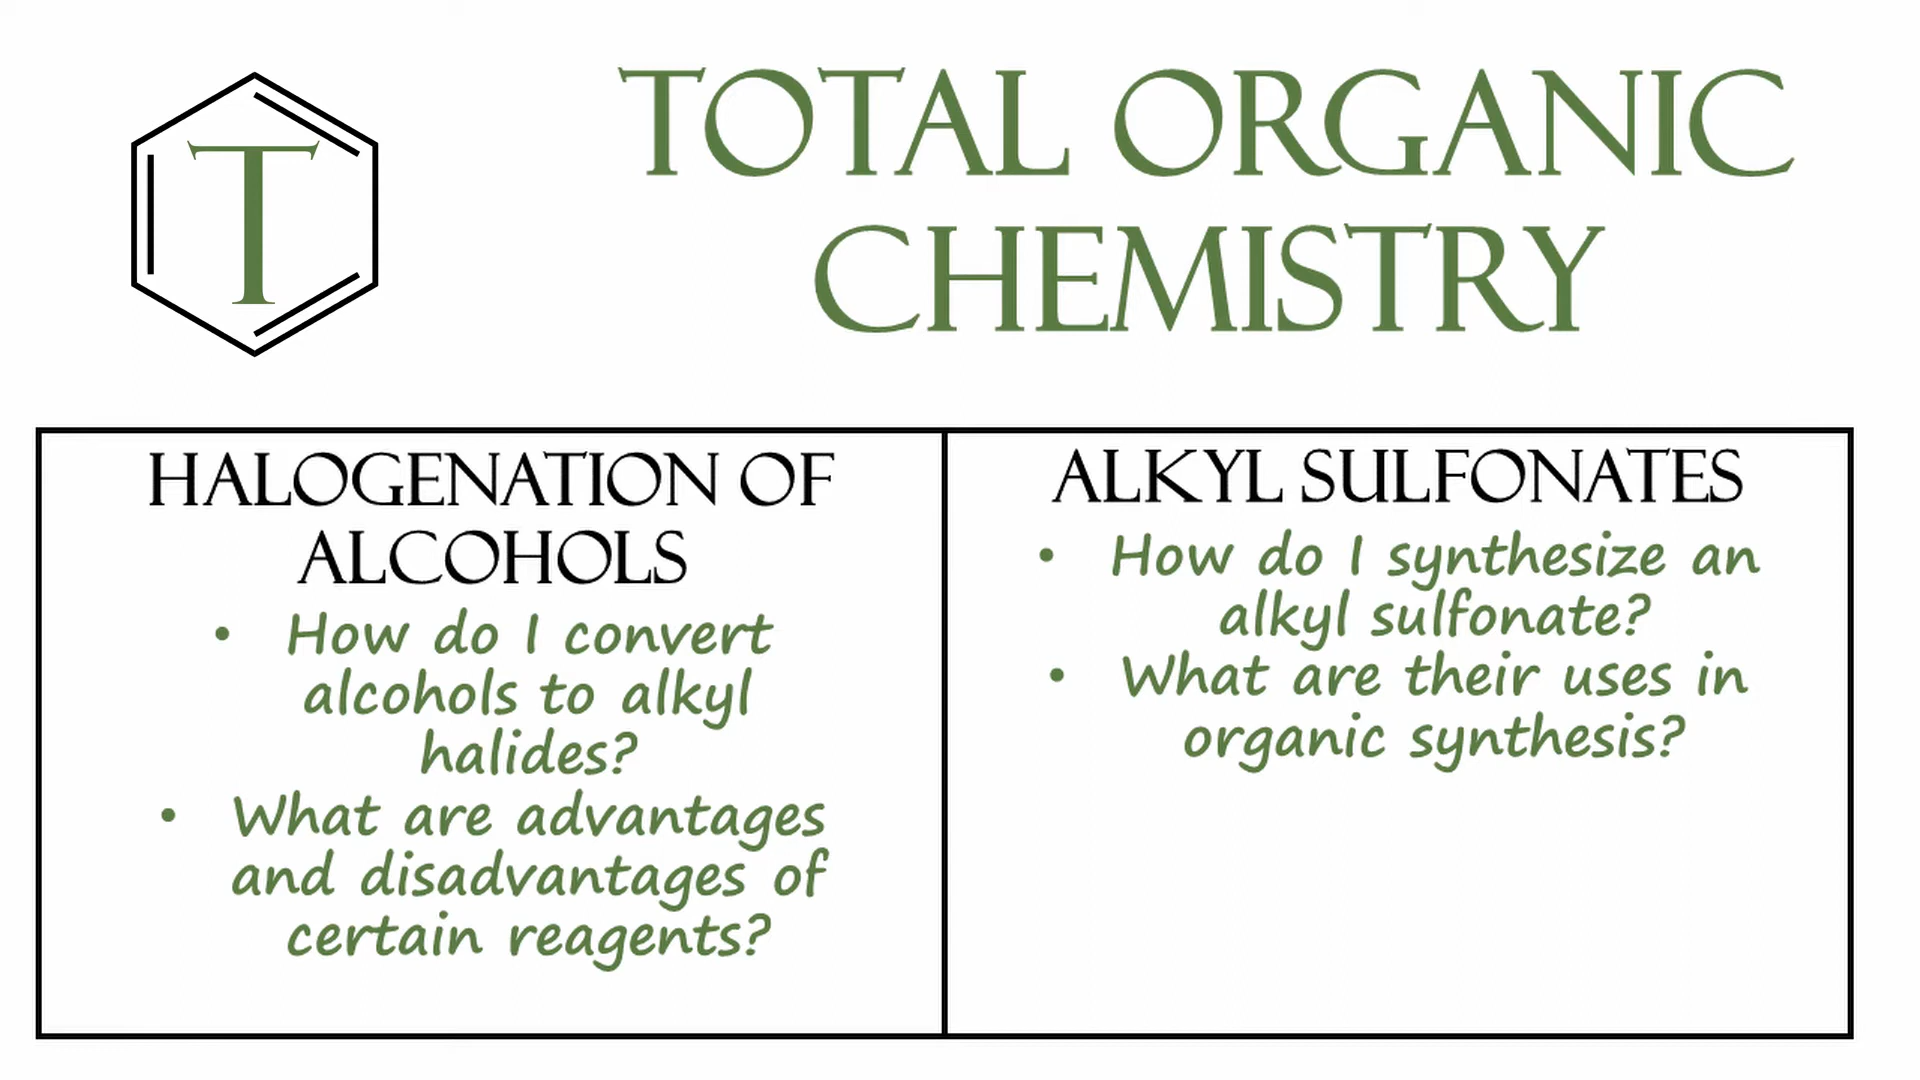 T
TOTAL ORGANIC
CHEMISTRY
HALOGENATION OF
ALCOHOLS
• How do I convert
alcohols to alkyl
halides?
• What are advantages
and disadvantages of
certain reagents?
ALKYL SULFONATES
• How do I synthesize an
alkyl sulfonate?
• What are their uses in
organic synthesis?